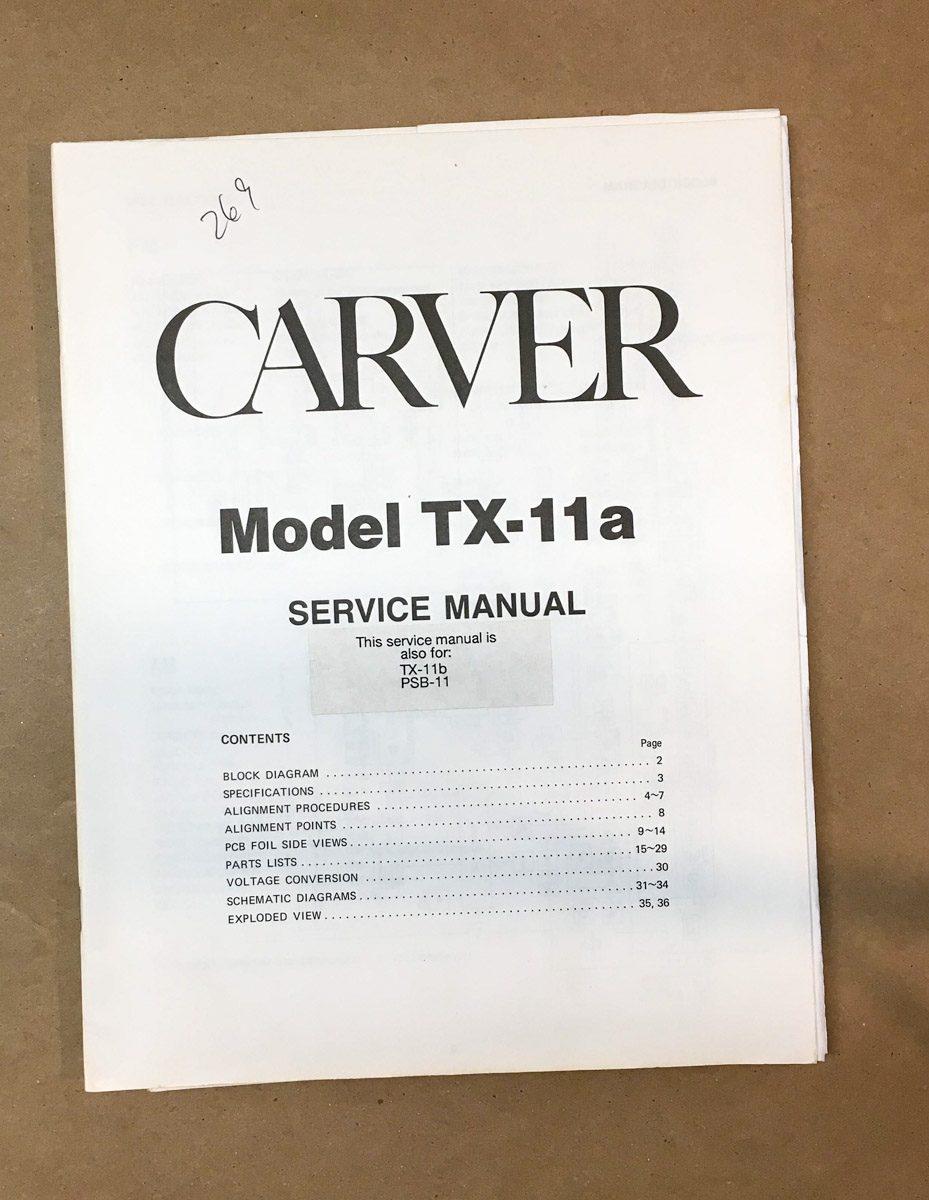 269
CARVER
Model TX-11a
SERVICE MANUAL
This service manual is
also for:
TX-11b
PSB-11
CONTENTS
Page
BLOCK DIAGRAM . . . . . . . . . . . . . . . . . . . . . . . . . . . . . . . . . . . . . . . . . . . . . . 2
SPECIFICATIONS . . . . . . . . . . . . . . . . . . . . . . . . . . . . . . . . . . . . . . . . . . . . . . . 3
ALIGNMENT PROCEDURES . . . . . . . . . . . . . . . . . . . . . . . . . . . . . . . . . . . . . 4~7
ALIGNMENT POINTS . . . . . . . . . . . . . . . . . . . . . . . . . . . . . . . . . . . . . . . . . . . . 8
PCB FOIL SIDE VIEWS . . . . . . . . . . . . . . . . . . . . . . . . . . . . . . . . . . . . . . . . 9~14
PARTS LISTS . . . . . . . . . . . . . . . . . . . . . . . . . . . . . . . . . . . . . . . . . . . . . . . 15~29
VOLTAGE CONVERSION . . . . . . . . . . . . . . . . . . . . . . . . . . . . . . . . . . . . . . . . . 30
SCHEMATIC DIAGRAMS . . . . . . . . . . . . . . . . . . . . . . . . . . . . . . . . . . . . . . . 31~34
EXPLODED VIEW . . . . . . . . . . . . . . . . . . . . . . . . . . . . . . . . . . . . . . . . . . . . 35, 36